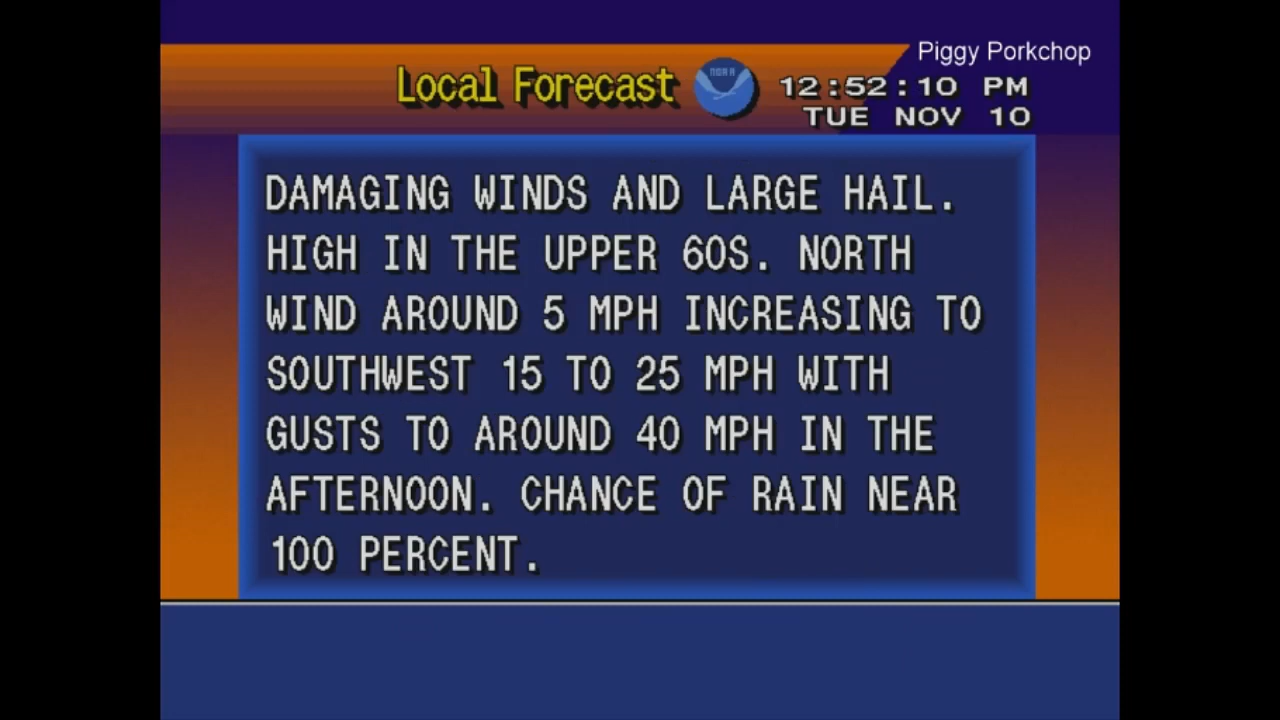 Piggy Porkchop
Local Forecast NOAA 12:52:10 PM
TUE NOV 10
DAMAGING WINDS AND LARGE HAIL.
HIGH IN THE UPPER 60S. NORTH
WIND AROUND 5 MPH INCREASING TO
SOUTHWEST 15 TO 25 MPH WITH
GUSTS TO AROUND 40 MPH IN THE
AFTERNOON. CHANCE OF RAIN NEAR
100 PERCENT.